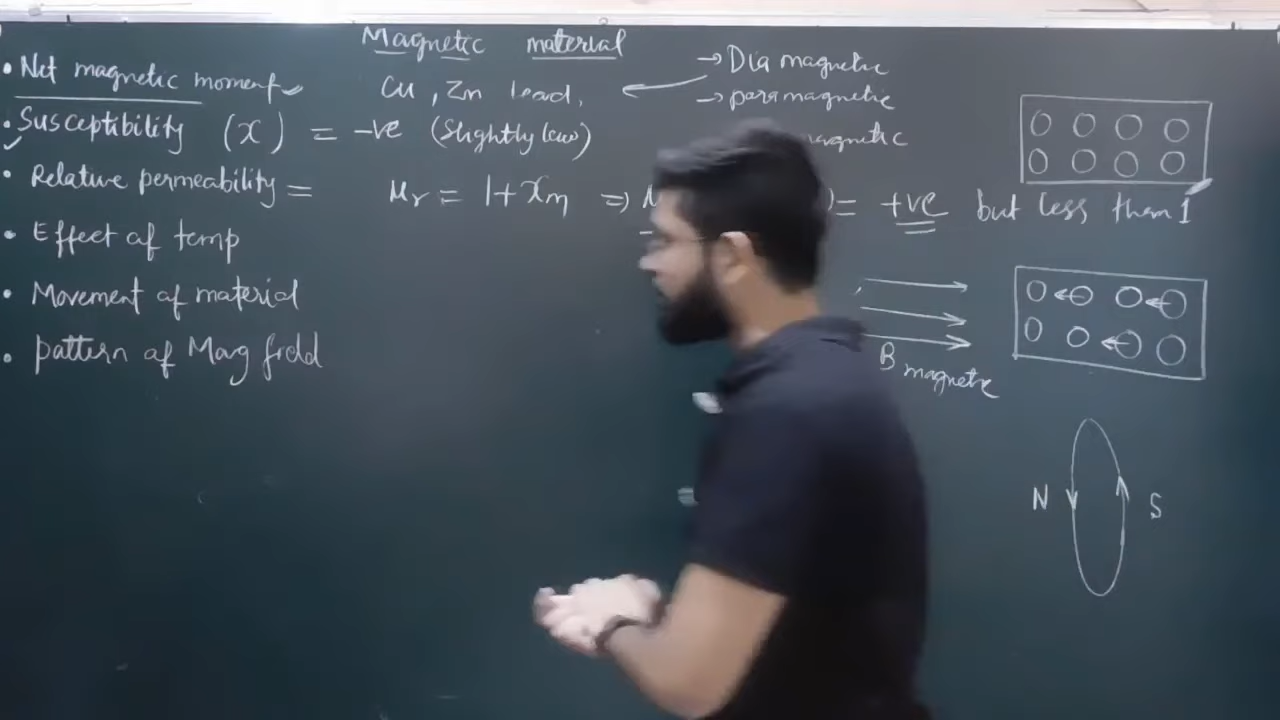 Magnetic material
• Net magnetic moment
Cu, Zn lead,
→ Dia magnetic
→ paramagnetic
magnetic
• Susceptibility (χ) = -ve (Slightly low)
• Relative permeability = μr = 1 + χm ⇒ ) = +ve but less than 1
• Effect of temp
• Movement of material
• pattern of Mag field
B magnetic
N S